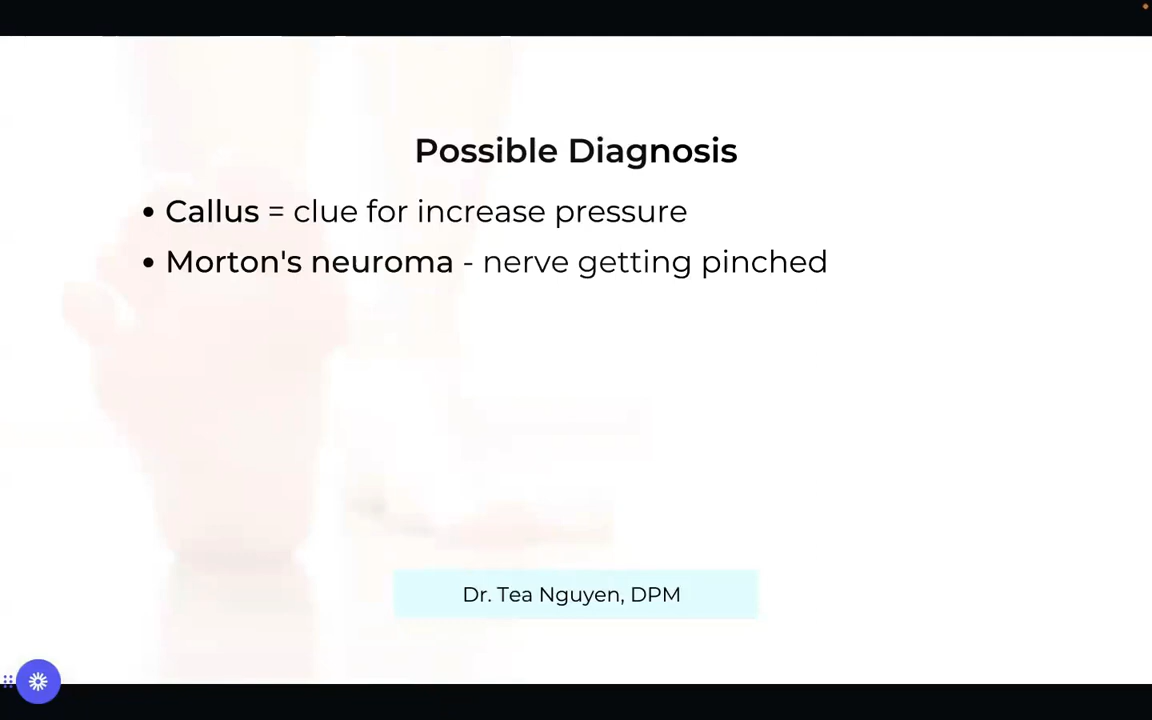 Possible Diagnosis
• Callus = clue for increase pressure
• Morton's neuroma - nerve getting pinched
Dr. Tea Nguyen, DPM